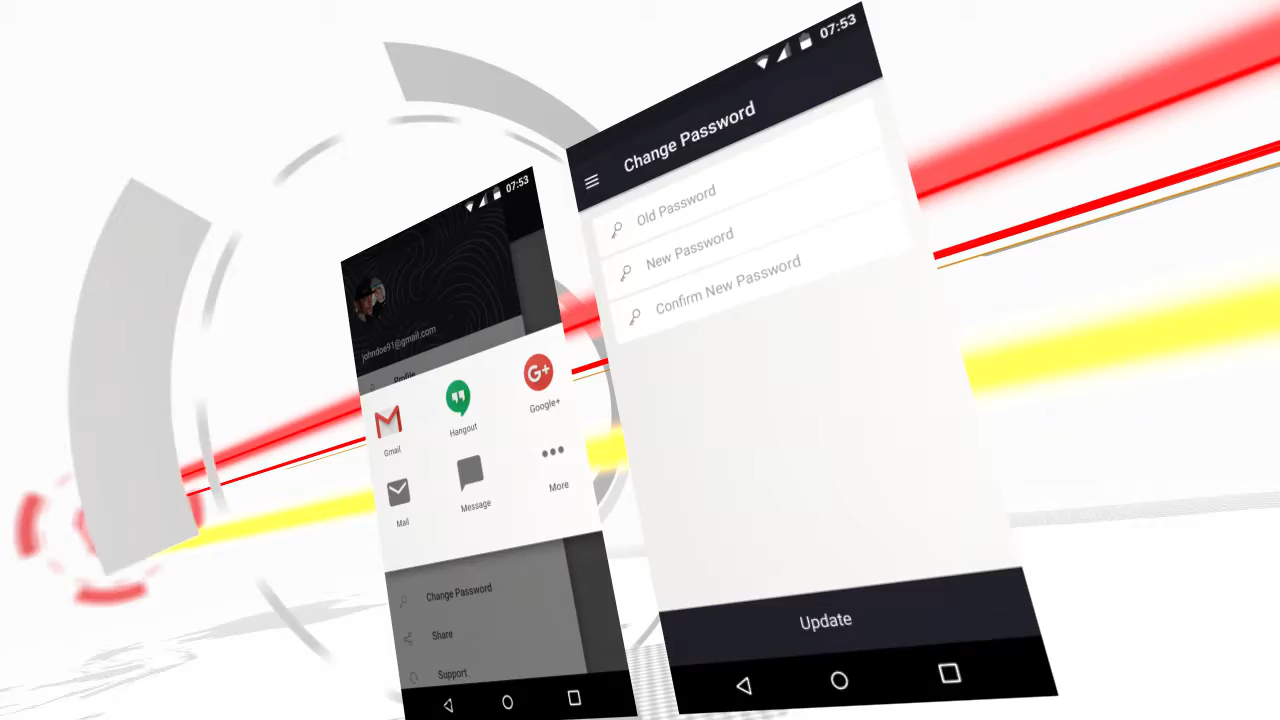 07:53
johndoe91@gmail.com
Profile
Gmail
Hangout
G+
Google+
Mail
Message
More
Change Password
Share
Support
07:53
Change Password
Old Password
New Password
Confirm New Password
Update